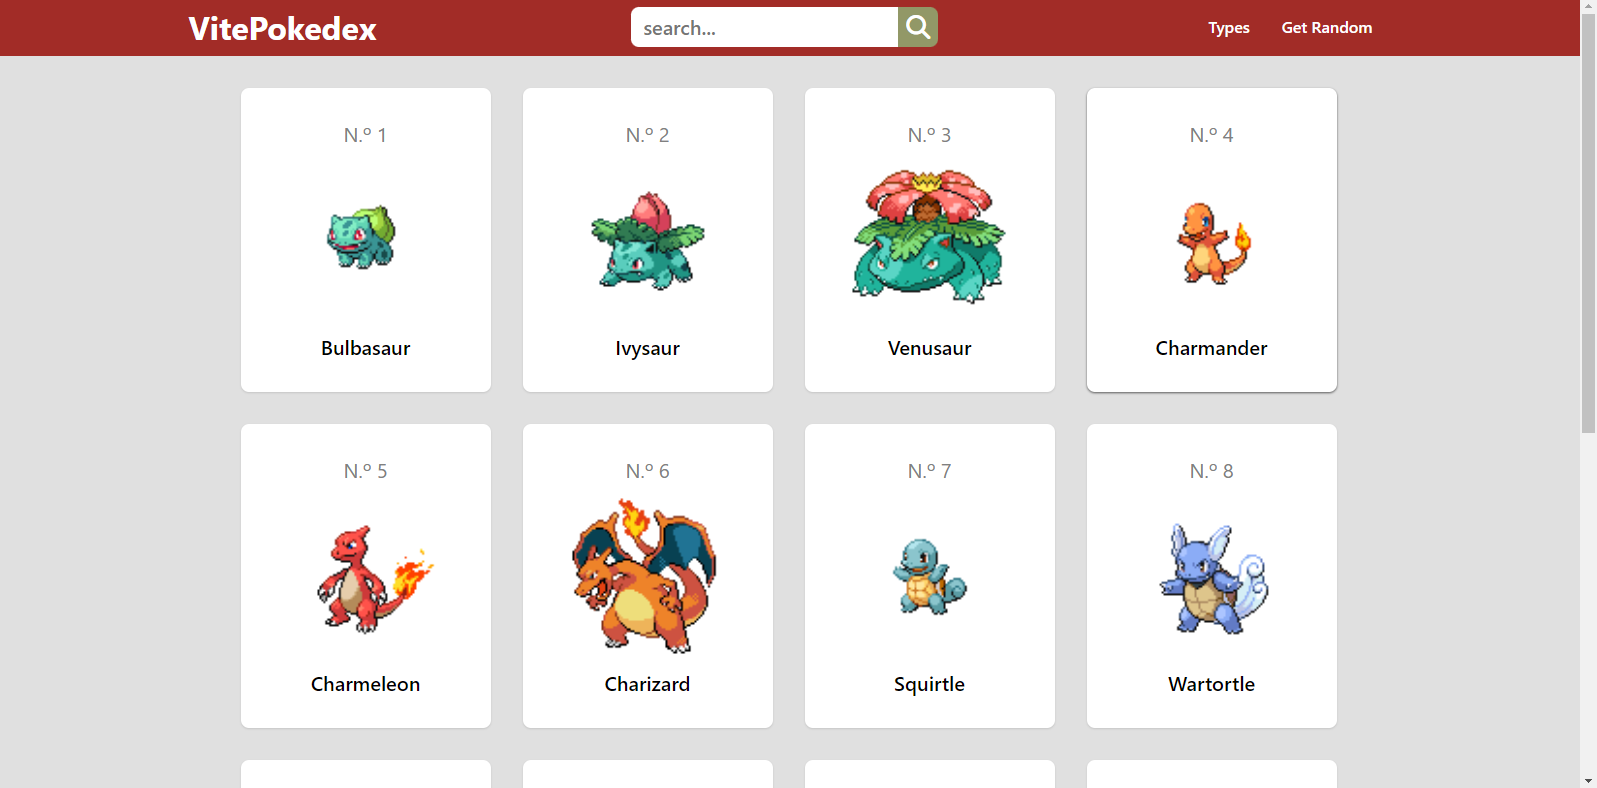 VitePokedex
search...
Types
Get Random
N.º 1
N.º 2
N.º 3
N.º 4
Bulbasaur
Ivysaur
Venusaur
Charmander
N.º 5
N.º 6
N.º 7
N.º 8
Charmeleon
Charizard
Squirtle
Wartortle